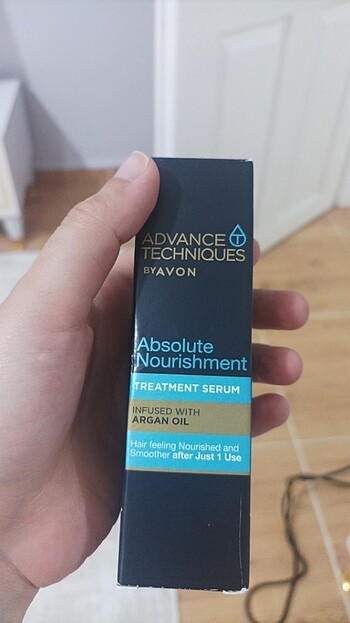 ADVANCE
TECHNIQUES
BY AVON
Absolute
Nourishment
TREATMENT SERUM
INFUSED WITH
ARGAN OIL
Hair feeling Nourished and
Smoother after Just 1 Use